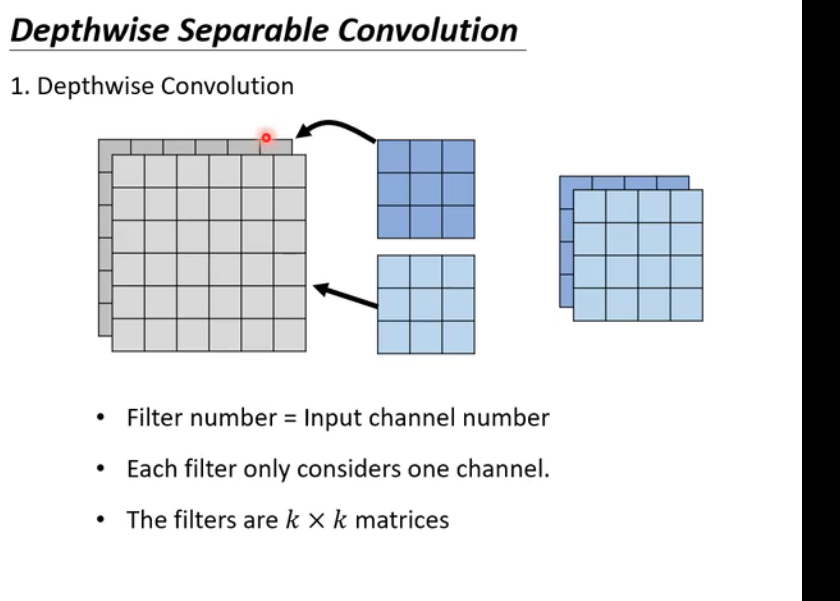 Depthwise Separable Convolution
1. Depthwise Convolution
• Filter number = Input channel number
• Each filter only considers one channel.
• The filters are k × k matrices